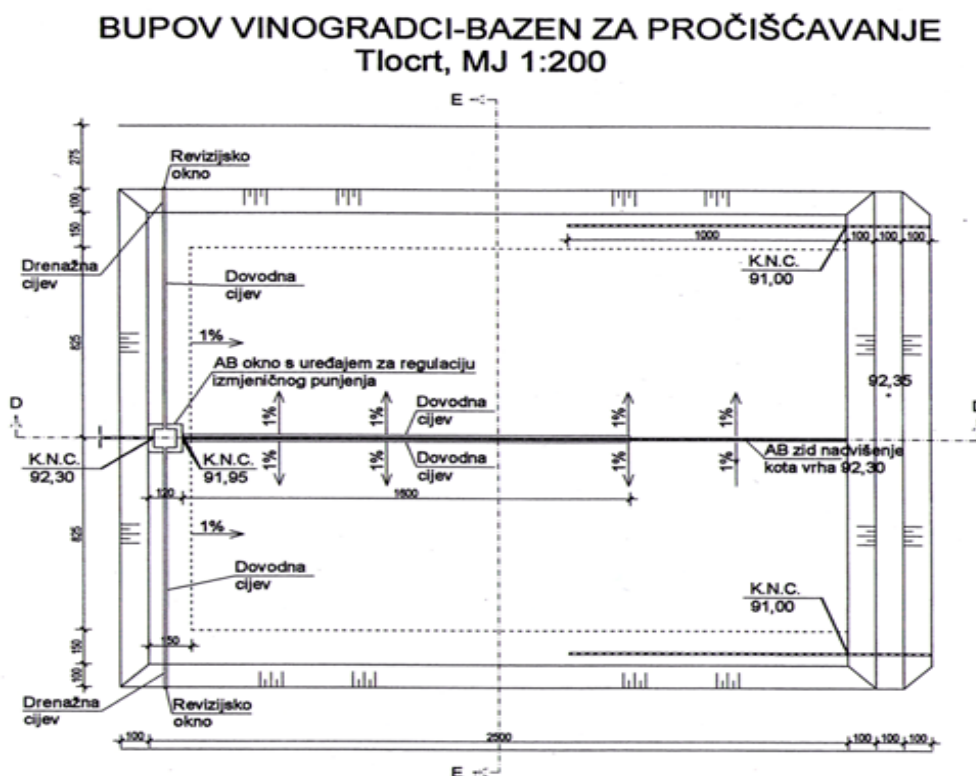 BUPOV VINOGRADCI-BAZEN ZA PROČIŠĆAVANJE
Tlocrt, MJ 1:200
E
Revizijsko
okno
275
100
150
1000
100
100
100
K.N.C.
91,00
Drenažna
cijev
Dovodna
cijev
1%
825
AB okno s uređajem za regulaciju
izmjeničnog punjenja
92,35
D
D
1%
1%
Dovodna
cijev
1%
1%
Dovodna
cijev
K.N.C.
92,30
K.N.C.
91,95
1%
1%
1%
1%
AB zid nadvišenje
kota vrha 92,30
120
1600
825
1%
Dovodna
cijev
K.N.C.
91,00
150
150
100
Drenažna
cijev
Revizijsko
okno
100
2500
100
100
100
E